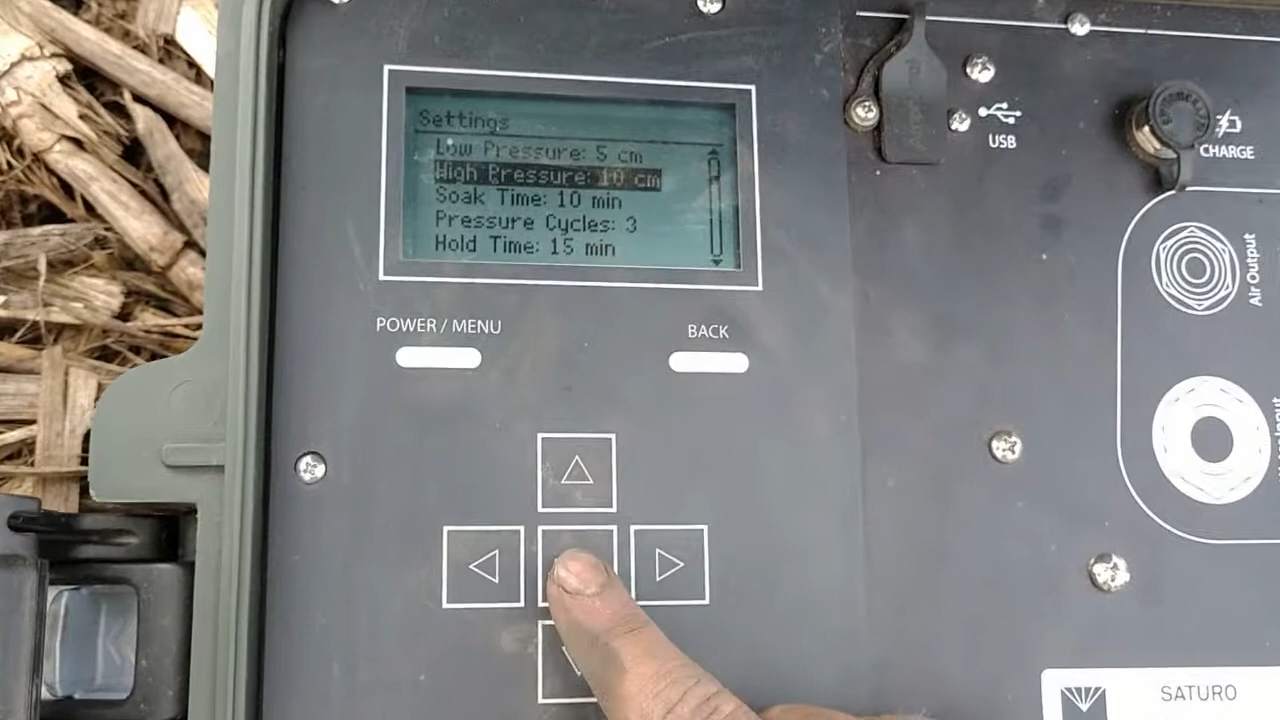 Settings
Low Pressure: 5 cm
High Pressure: 10 cm
Soak Time: 10 min
Pressure Cycles: 3
Hold Time: 15 min
POWER / MENU
BACK
USB
CHARGE
Air Output
Input
SATURO